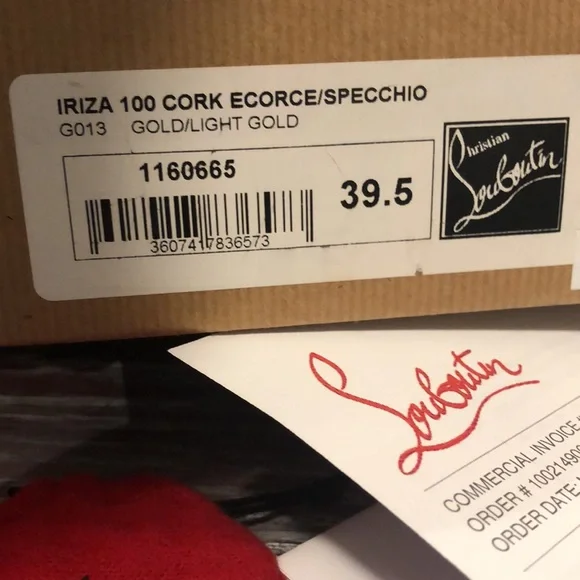 IRIZA 100 CORK ECORCE/SPECCHIO
G013 GOLD/LIGHT GOLD
1160665
39.5
3607417836573
Christian
Louboutin
Louboutin
COMMERCIAL INVOICE
ORDER # 10021490
ORDER DATE: